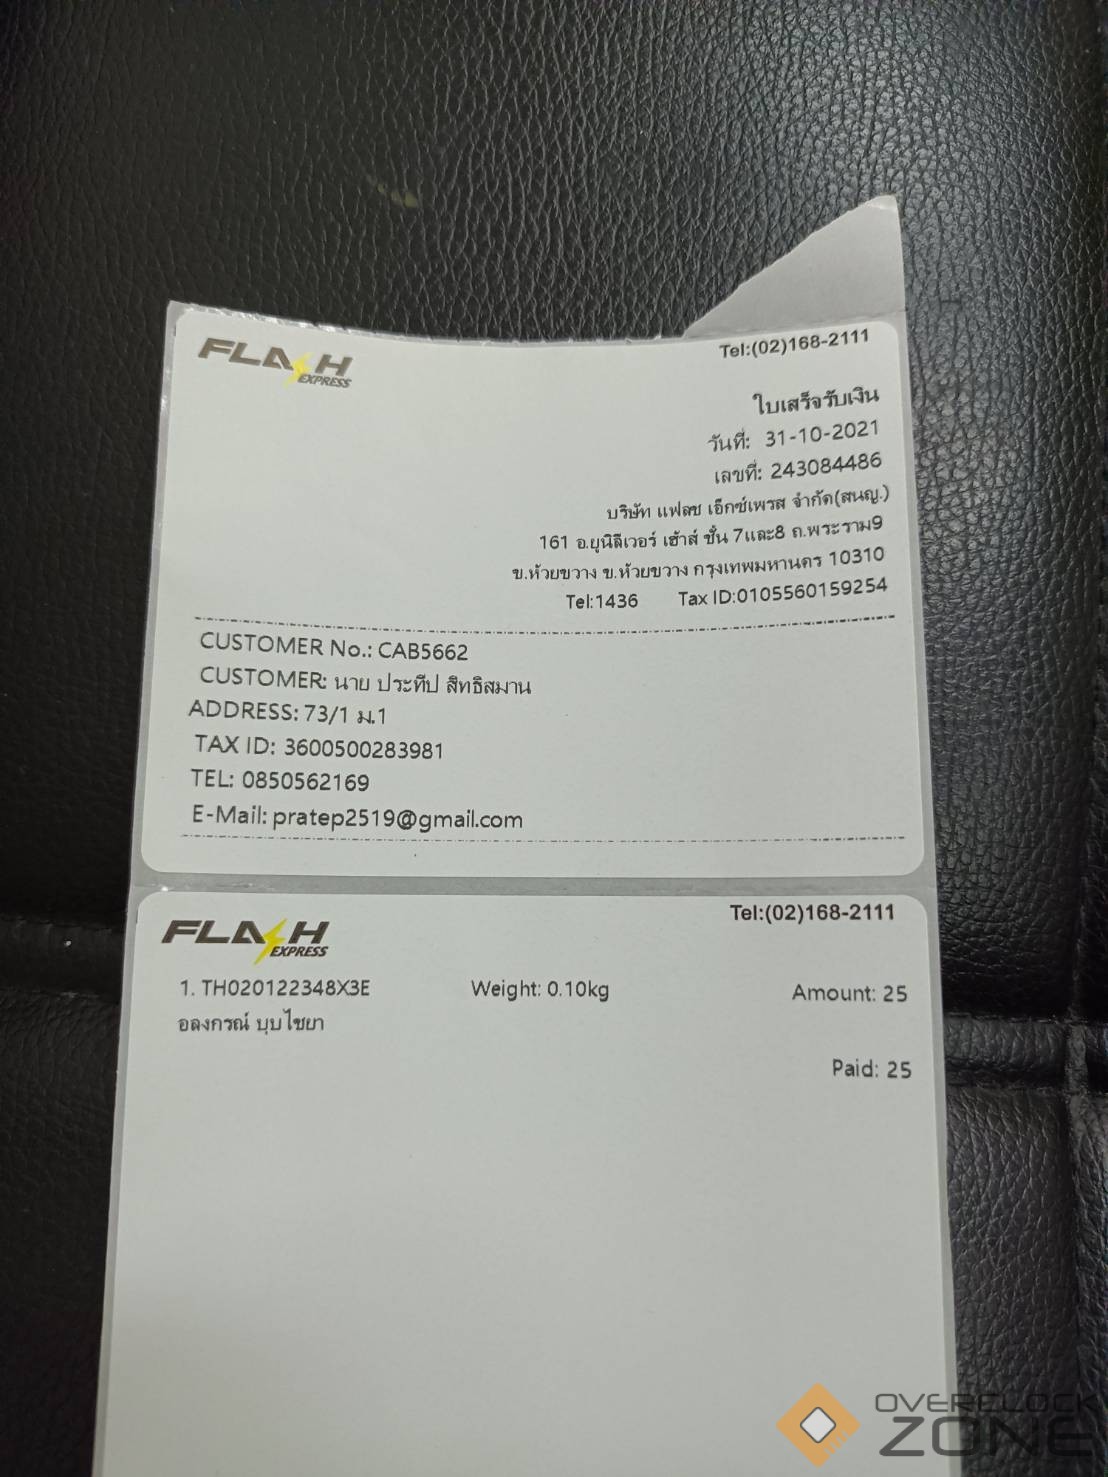 FLASH EXPRESS
Tel:(02)168-2111
ใบเสร็จรับเงิน
วันที่: 31-10-2021
เลขที่: 243084486
บริษัท แฟลช เอ็กซ์เพรส จำกัด(สนญ.)
161 อ.ยูนิลีเวอร์ เฮ้าส์ ชั้น 7และ8 ถ.พระราม9
ข.ห้วยขวาง ข.ห้วยขวาง กรุงเทพมหานคร 10310
Tel:1436 Tax ID:0105560159254
CUSTOMER No.: CAB5662
CUSTOMER: นาย ประทีป สิทธิสมาน
ADDRESS: 73/1 ม.1
TAX ID: 3600500283981
TEL: 0850562169
E-Mail: pratep2519@gmail.com
FLASH EXPRESS
Tel:(02)168-2111
1. TH020122348X3E Weight: 0.10kg Amount: 25
อลงกรณ์ บุบไชยา
Paid: 25
OVERCLOCK
ZONE